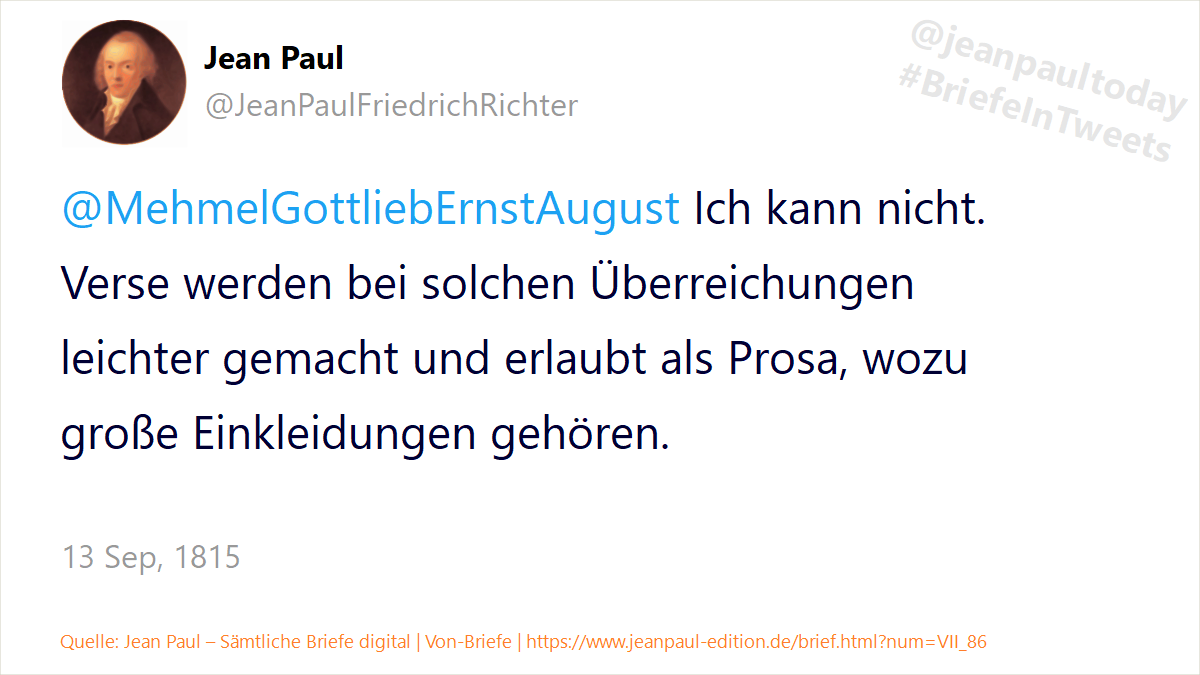 Jean Paul
@JeanPaulFriedrichRichter
@jeanpaultoday
#BriefeInTweets
@MehmelGottliebErnstAugust Ich kann nicht.
Verse werden bei solchen Überreichungen
leichter gemacht und erlaubt als Prosa, wozu
große Einkleidungen gehören.
13 Sep, 1815
Quelle: Jean Paul – Sämtliche Briefe digital | Von-Briefe | https://www.jeanpaul-edition.de/brief.html?num=VII_86